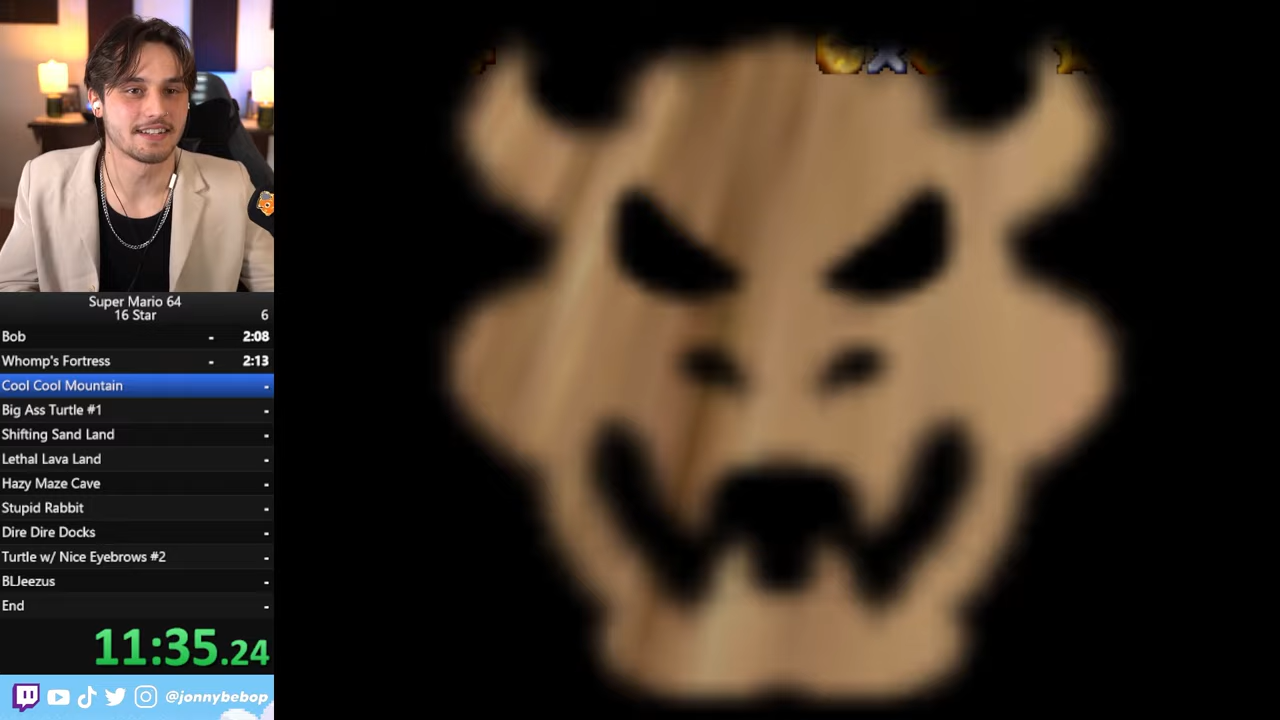 Super Mario 64
16 Star 6
Bob - 2:08
Whomp's Fortress - 2:13
Cool Cool Mountain -
Big Ass Turtle #1 -
Shifting Sand Land -
Lethal Lava Land -
Hazy Maze Cave -
Stupid Rabbit -
Dire Dire Docks -
Turtle w/ Nice Eyebrows #2 -
BLJeezus -
End -
11:35.24
@jonnybebop